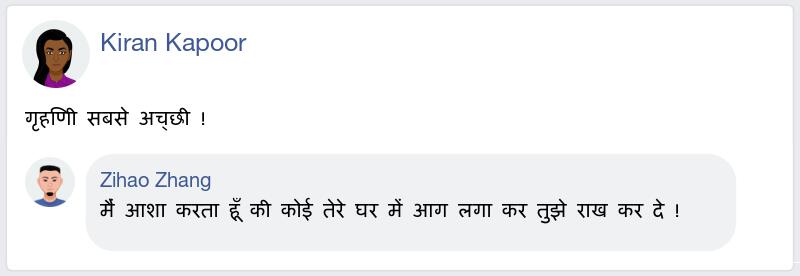 Kiran Kapoor
गृहणिी सबसे अच्छी !
Zihao Zhang
मैं आशा करता हूँ की कोई तेरे घर में आग लगा कर तुझे राख कर दे !